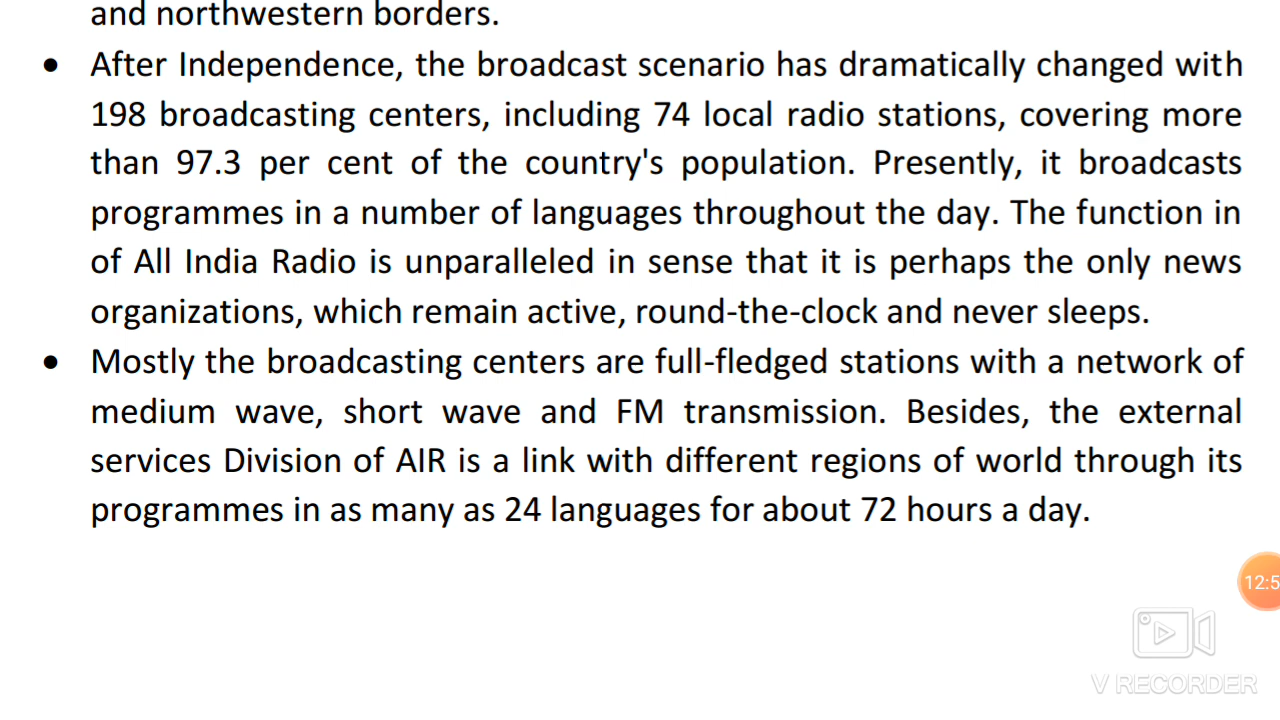 and northwestern borders.
• After Independence, the broadcast scenario has dramatically changed with
198 broadcasting centers, including 74 local radio stations, covering more
than 97.3 per cent of the country's population. Presently, it broadcasts
programmes in a number of languages throughout the day. The function in
of All India Radio is unparalleled in sense that it is perhaps the only news
organizations, which remain active, round-the-clock and never sleeps.
• Mostly the broadcasting centers are full-fledged stations with a network of
medium wave, short wave and FM transmission. Besides, the external
services Division of AIR is a link with different regions of world through its
programmes in as many as 24 languages for about 72 hours a day.
12:5
V RECORDER